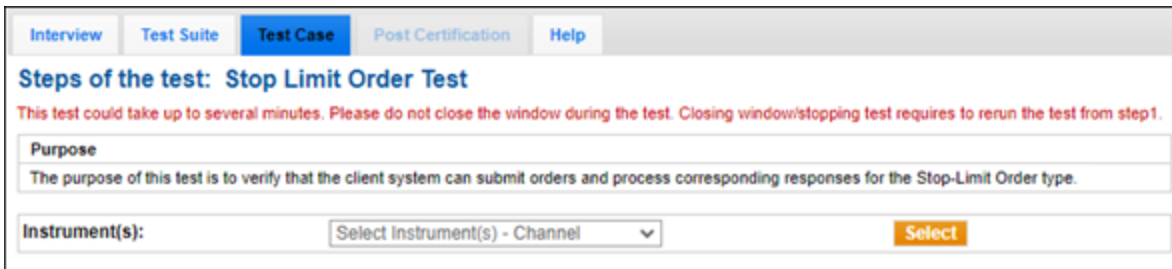 Interview Test Suite Test Case Post Certification Help
Steps of the test: Stop Limit Order Test
This test could take up to several minutes. Please do not close the window during the test. Closing window/stopping test requires to rerun the test from step1.
Purpose
The purpose of this test is to verify that the client system can submit orders and process corresponding responses for the Stop-Limit Order type.
Instrument(s): Select Instrument(s) - Channel Select